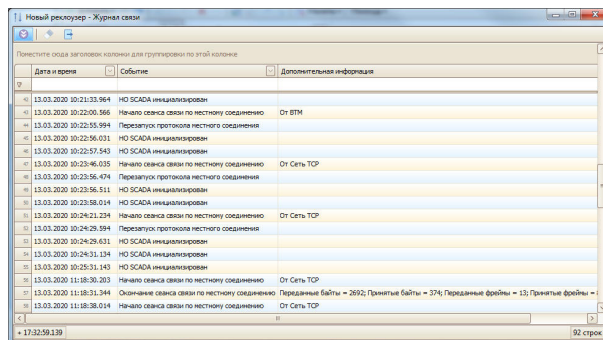 Новый реклоузер - Журнал связи
Поместите сюда заголовок колонки для группировки по этой колонке
Дата и время Событие Дополнительная информация
42 13.03.2020 10:21:33.964 НО SCADA инициализирован
43 13.03.2020 10:22:00.566 Начало сеанса связи по местному соединению От ВТМ
44 13.03.2020 10:22:55.994 Перезапуск протокола местного соединения
45 13.03.2020 10:22:56.031 НО SCADA инициализирован
46 13.03.2020 10:22:57.543 НО SCADA инициализирован
47 13.03.2020 10:23:46.035 Начало сеанса связи по местному соединению От Сеть TCP
48 13.03.2020 10:23:56.474 Перезапуск протокола местного соединения
49 13.03.2020 10:23:56.511 НО SCADA инициализирован
50 13.03.2020 10:23:58.014 НО SCADA инициализирован
51 13.03.2020 10:24:21.234 Начало сеанса связи по местному соединению От Сеть TCP
52 13.03.2020 10:24:29.594 Перезапуск протокола местного соединения
53 13.03.2020 10:24:29.631 НО SCADA инициализирован
54 13.03.2020 10:24:31.134 НО SCADA инициализирован
55 13.03.2020 10:25:31.143 НО SCADA инициализирован
56 13.03.2020 11:18:30.203 Начало сеанса связи по местному соединению От Сеть TCP
57 13.03.2020 11:18:31.344 Окончание сеанса связи по местному соединению Переданные байты = 2692; Принятые байты = 374; Переданные фреймы = 13; Принятые фреймы =
58 13.03.2020 11:18:38.014 Начало сеанса связи по местному соединению От Сеть TCP
+ 17:32:59.139 92 строк